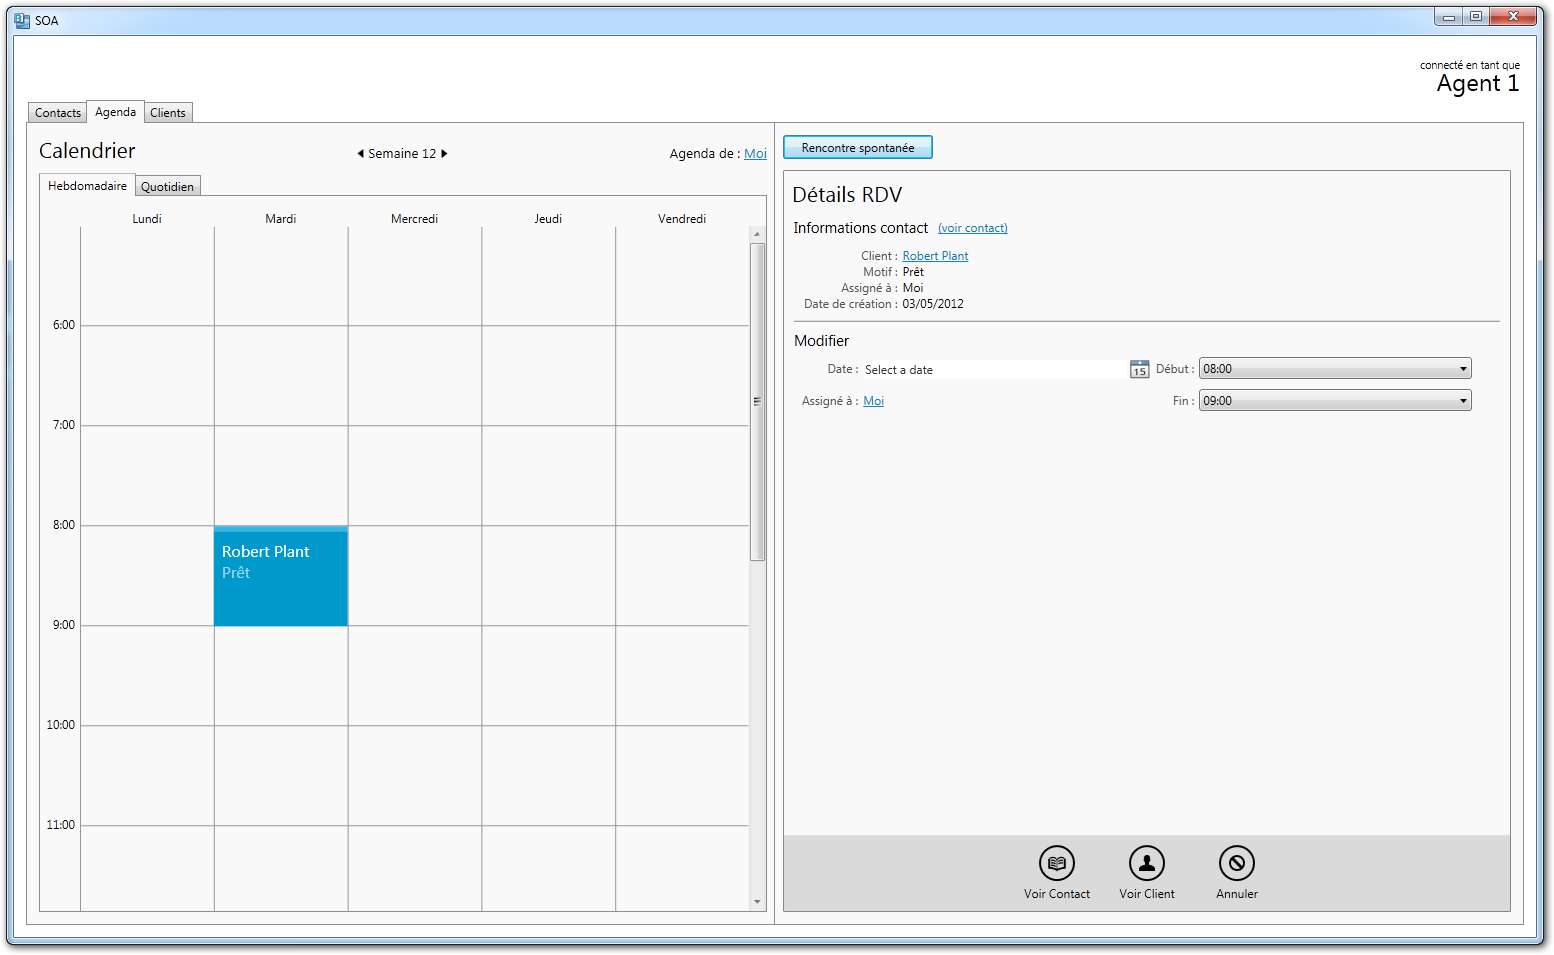 SOA
connecté en tant que
Agent 1
Contacts Agenda Clients
Calendrier
Semaine 12
Agenda de : Moi
Hebdomadaire Quotidien
Lundi Mardi Mercredi Jeudi Vendredi
6:00
7:00
8:00
Robert Plant
Prêt
9:00
10:00
11:00
Rencontre spontanée
Détails RDV
Informations contact (voir contact)
Client : Robert Plant
Motif : Prêt
Assigné à : Moi
Date de création : 03/05/2012
Modifier
Date : Select a date 15 Début : 08:00
Assigné à : Moi Fin : 09:00
Voir Contact Voir Client Annuler